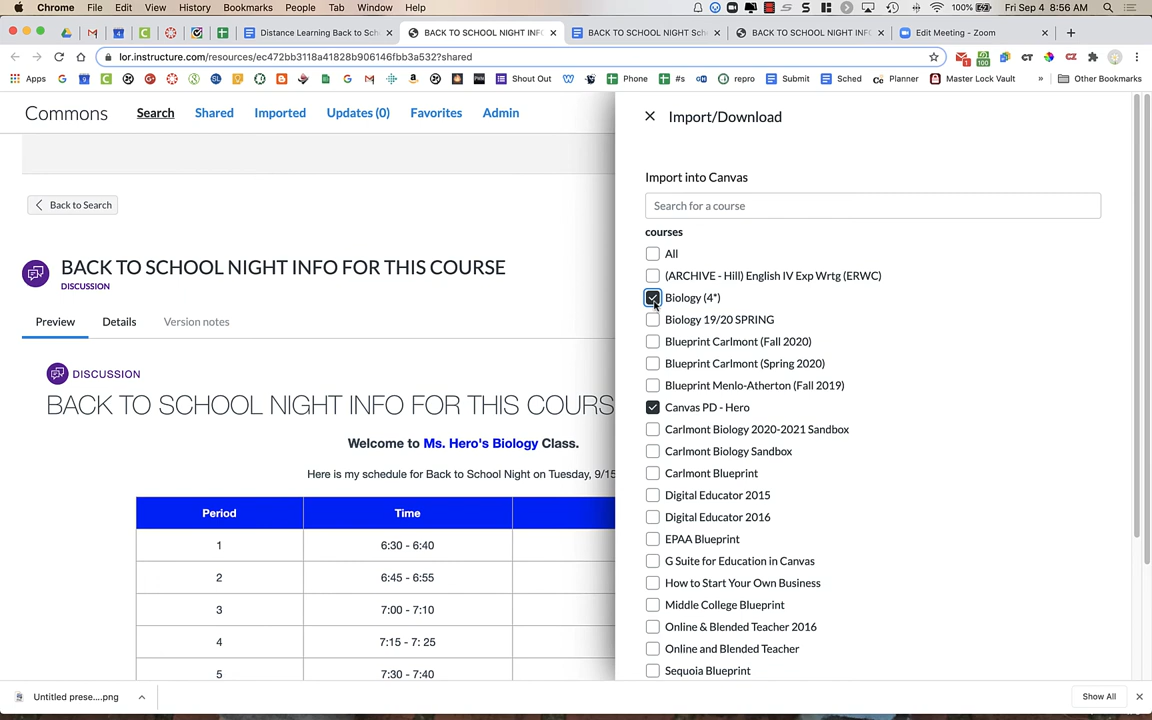 Chrome File Edit View History Bookmarks People Tab Window Help 100% Fri Sep 4 8:56 AM
Distance Learning Back to Sch BACK TO SCHOOL NIGHT INFO BACK TO SCHOOL NIGHT Sche BACK TO SCHOOL NIGHT INFO Edit Meeting - Zoom
lor.instructure.com/resources/ec472bb3118a41828b906146fbb3a532?shared
Apps Shout Out Phone #s repro Submit Sched Planner Master Lock Vault » Other Bookmarks
Commons Search Shared Imported Updates (0) Favorites Admin
Back to Search
BACK TO SCHOOL NIGHT INFO FOR THIS COURSE
DISCUSSION
Preview Details Version notes
DISCUSSION
BACK TO SCHOOL NIGHT INFO FOR THIS COURS
Welcome to Ms. Hero's Biology Class.
Here is my schedule for Back to School Night on Tuesday, 9/15
Period Time
1 6:30 - 6:40
2 6:45 - 6:55
3 7:00 - 7:10
4 7:15 - 7: 25
5 7:30 - 7:40
Import/Download
Import into Canvas
Search for a course
courses
All
(ARCHIVE - Hill) English IV Exp Wrtg (ERWC)
Biology (4*)
Biology 19/20 SPRING
Blueprint Carlmont (Fall 2020)
Blueprint Carlmont (Spring 2020)
Blueprint Menlo-Atherton (Fall 2019)
Canvas PD - Hero
Carlmont Biology 2020-2021 Sandbox
Carlmont Biology Sandbox
Carlmont Blueprint
Digital Educator 2015
Digital Educator 2016
EPAA Blueprint
G Suite for Education in Canvas
How to Start Your Own Business
Middle College Blueprint
Online & Blended Teacher 2016
Online and Blended Teacher
Sequoia Blueprint
Untitled prese....png Show All